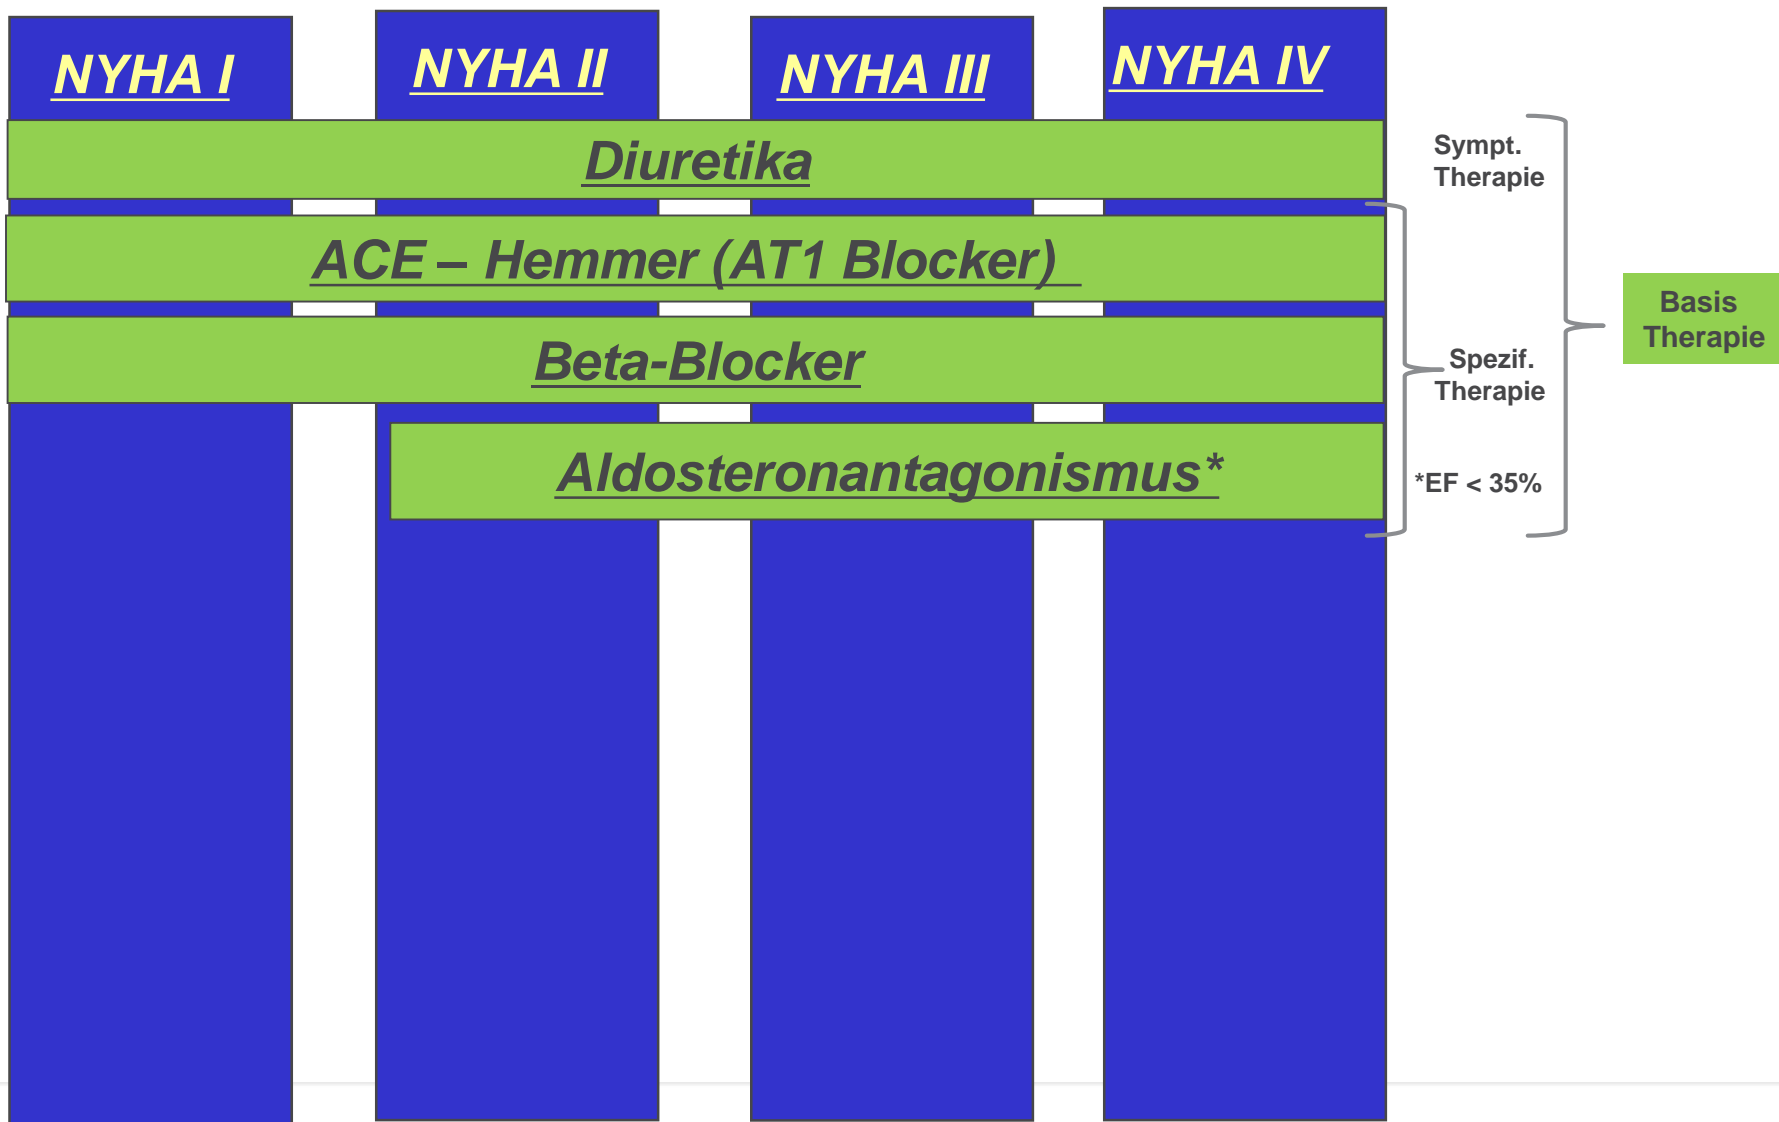 NYHA I
NYHA II
NYHA III
NYHA IV
Diuretika
Sympt.
Therapie
ACE – Hemmer (AT1 Blocker)
Basis
Therapie
Beta-Blocker
Spezif.
Therapie
Aldosteronantagonismus*
*EF < 35%